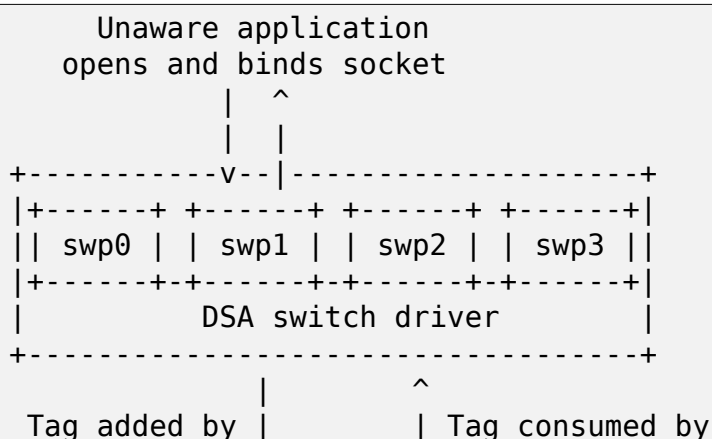 Unaware application
    opens and binds socket
             |  ^
             |  |
 +-----------v--|--------------------+
 |+------+ +------+ +------+ +------+|
 || swp0 | | swp1 | | swp2 | | swp3 ||
 |+------+-+------+-+------+-+------+|
 |          DSA switch driver        |
 +-----------------------------------+
               |        ^
  Tag added by |        | Tag consumed by